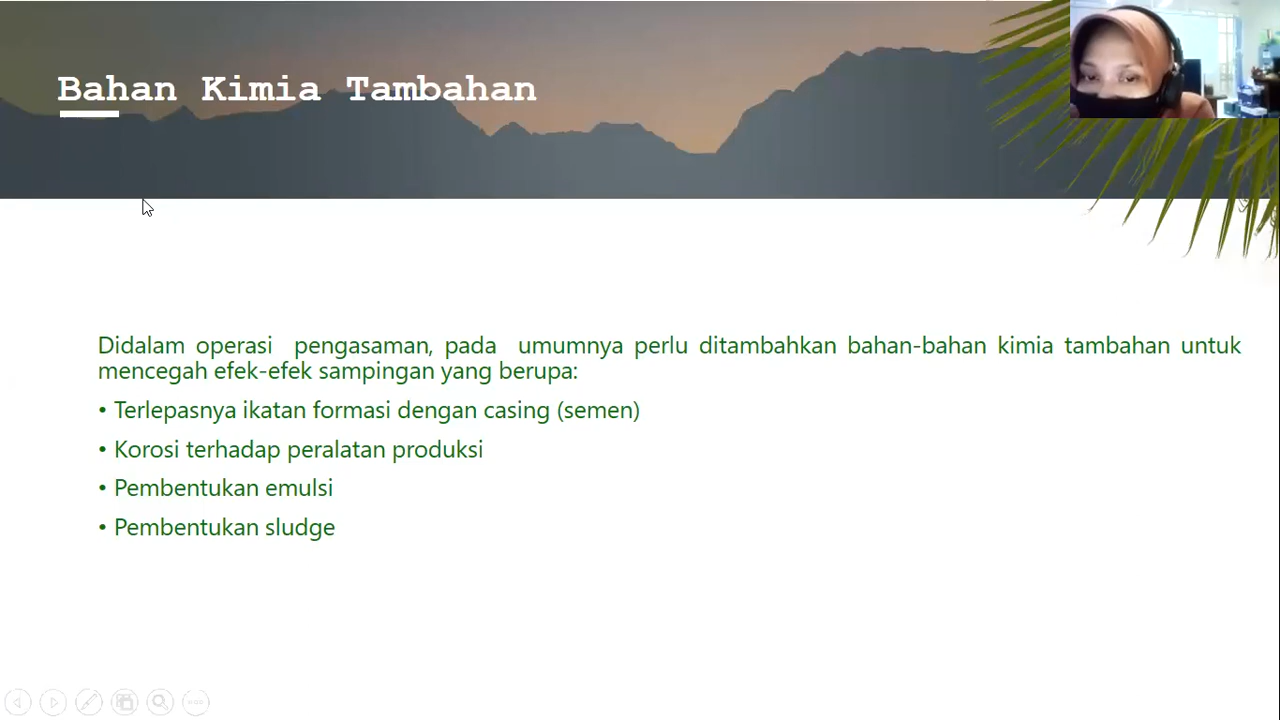 Bahan Kimia Tambahan
Didalam operasi pengasaman, pada umumnya perlu ditambahkan bahan-bahan kimia tambahan untuk
mencegah efek-efek sampingan yang berupa:
• Terlepasnya ikatan formasi dengan casing (semen)
• Korosi terhadap peralatan produksi
• Pembentukan emulsi
• Pembentukan sludge